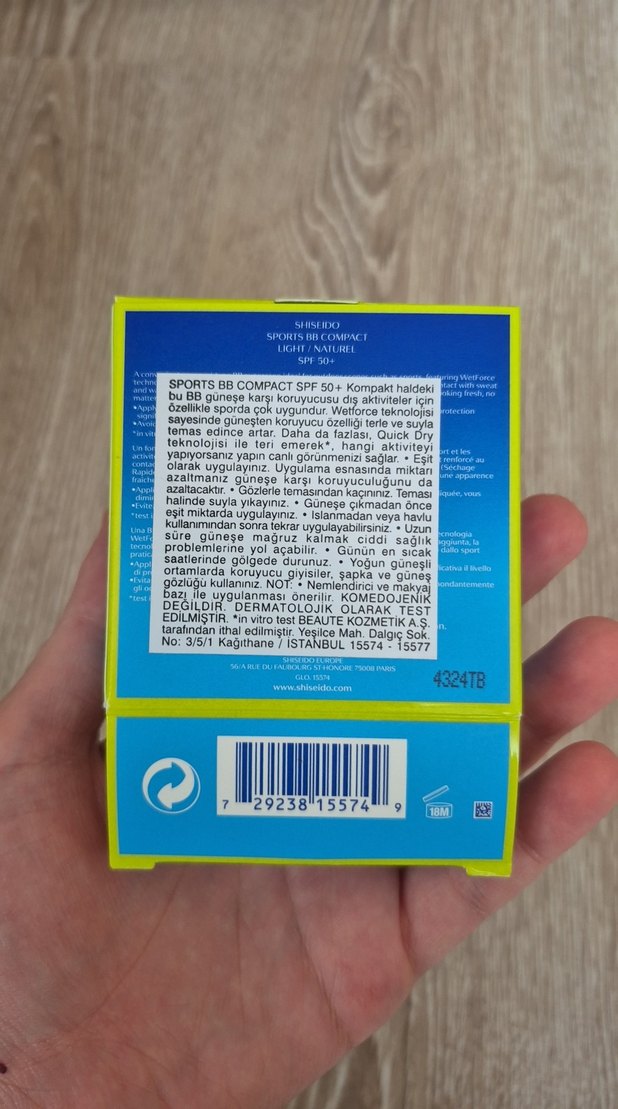 SHISEIDO
SPORTS BB COMPACT
LIGHT / NATUREL
SPF 50+
SPORTS BB COMPACT SPF 50+ Kompakt haldeki
bu BB güneşe karşı koruyucusu dış aktiviteler için
özellikle sporda çok uygundur. Wetforce teknolojisi
sayesinde güneşten koruyucu özelliği terle ve suyla
temas edince artar. Daha da fazlası, Quick Dry
teknolojisi ile teri emerek*, hangi aktiviteyi
yapıyorsanız yapın canlı görünmenizi sağlar. • Eşit
olarak uygulayınız. Uygulama esnasında miktarı
azaltmanız güneşe karşı koruyuculuğunu da
azaltacaktır. • Gözlerle temasından kaçınınız. Teması
halinde suyla yıkayınız. • Güneşe çıkmadan önce
eşit miktarda uygulayınız. • Islanmadan veya havlu
kullanımından sonra tekrar uygulayabilirsiniz. • Uzun
süre güneşe mağruz kalmak ciddi sağlık
problemlerine yol açabilir. • Günün en sıcak
saatlerinde gölgede durunuz. • Yoğun güneşli
ortamlarda koruyucu giyisiler, şapka ve güneş
gözlüğü kullanınız. NOT: • Nemlendirici ve makyaj
bazı ile uygulanması önerilir. KOMEDOJENİK
DEĞİLDİR. DERMATOLOJİK OLARAK TEST
EDİLMİŞTİR. *in vitro test BEAUTE KOZMETİK A.Ş.
tarafından ithal edilmiştir. Yeşilce Mah. Dalgıç Sok.
No: 3/5/1 Kağıthane / İSTANBUL 15574 - 15577
SHISEIDO EUROPE
56/A RUE DU FAUBOURG ST-HONORE 75008 PARIS
GLO. 15574
www.shiseido.com
4324TB
7 29238 15574 9
18M